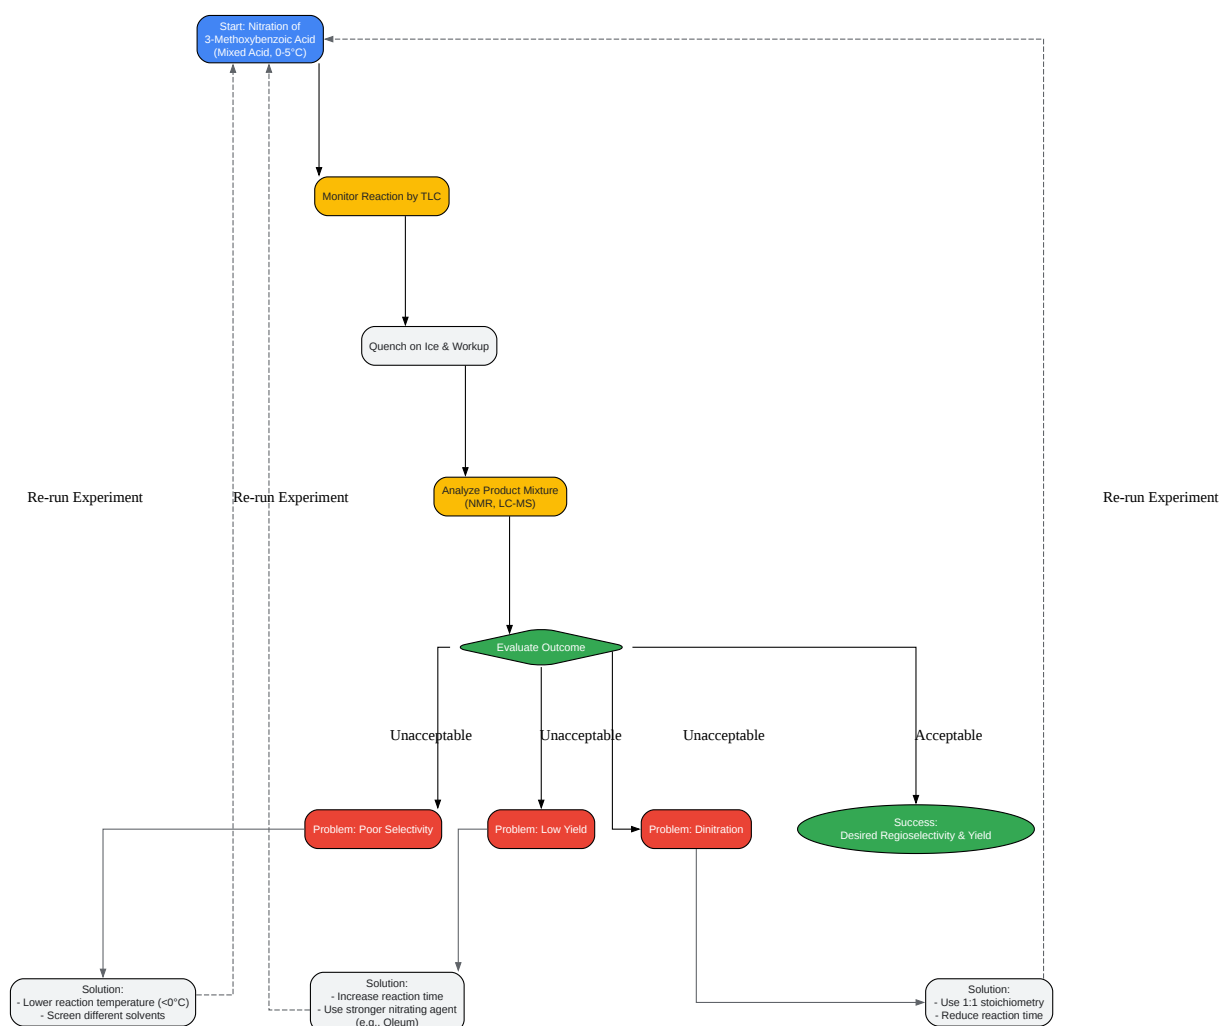 Start: Nitration of
3-Methoxybenzoic Acid
(Mixed Acid, 0-5°C)
Monitor Reaction by TLC
Quench on Ice & Workup
Analyze Product Mixture
(NMR, LC-MS)
Re-run Experiment
Re-run Experiment
Re-run Experiment
Evaluate Outcome
Unacceptable
Unacceptable
Unacceptable
Acceptable
Problem: Poor Selectivity
Problem: Low Yield
Problem: Dinitration
Success:
Desired Regioselectivity & Yield
Solution:
- Lower reaction temperature (<0°C)
- Screen different solvents
Solution:
- Increase reaction time
- Use stronger nitrating agent
(e.g., Oleum)
Solution:
- Use 1:1 stoichiometry
- Reduce reaction time